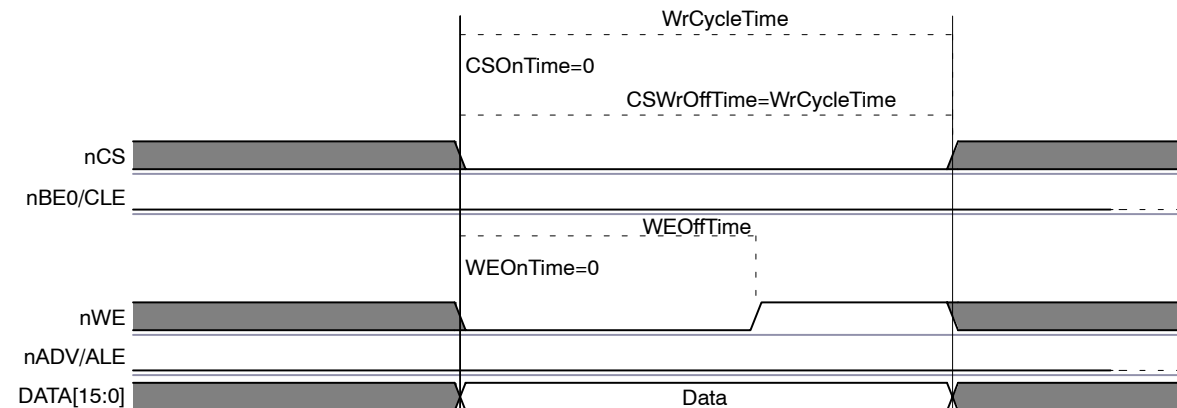 WrCycleTime
CSOnTime=0
CSWrOffTime=WrCycleTime
nCS
nBE0/CLE
WEOffTime
WEOnTime=0
nWE
nADV/ALE
DATA[15:0]
Data